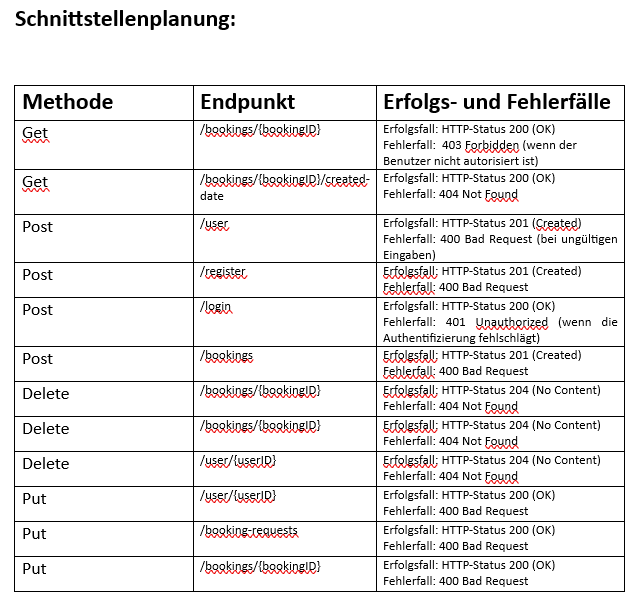 Schnittstellenplanung:
Methode Endpunkt Erfolgs- und Fehlerfälle
Get /bookings/{bookingID} Erfolgsfall: HTTP-Status 200 (OK)
Fehlerfall: 403 Forbidden (wenn der
Benutzer nicht autorisiert ist)
Get /bookings/{bookingID}/created- Erfolgsfall: HTTP-Status 200 (OK)
date Fehlerfall: 404 Not Found
Post /user Erfolgsfall: HTTP-Status 201 (Created)
Fehlerfall: 400 Bad Request (bei ungültigen
Eingaben)
Post /register Erfolgsfall: HTTP-Status 201 (Created)
Fehlerfall: 400 Bad Request
Post /login Erfolgsfall: HTTP-Status 200 (OK)
Fehlerfall: 401 Unauthorized (wenn die
Authentifizierung fehlschlägt)
Post /bookings Erfolgsfall: HTTP-Status 201 (Created)
Fehlerfall: 400 Bad Request
Delete /bookings/{bookingID} Erfolgsfall: HTTP-Status 204 (No Content)
Fehlerfall: 404 Not Found
Delete /bookings/{bookingID} Erfolgsfall: HTTP-Status 204 (No Content)
Fehlerfall: 404 Not Found
Delete /user/{userID} Erfolgsfall: HTTP-Status 204 (No Content)
Fehlerfall: 404 Not Found
Put /user/{userID} Erfolgsfall: HTTP-Status 200 (OK)
Fehlerfall: 400 Bad Request
Put /booking-requests Erfolgsfall: HTTP-Status 200 (OK)
Fehlerfall: 400 Bad Request
Put /bookings/{bookingID} Erfolgsfall: HTTP-Status 200 (OK)
Fehlerfall: 400 Bad Request